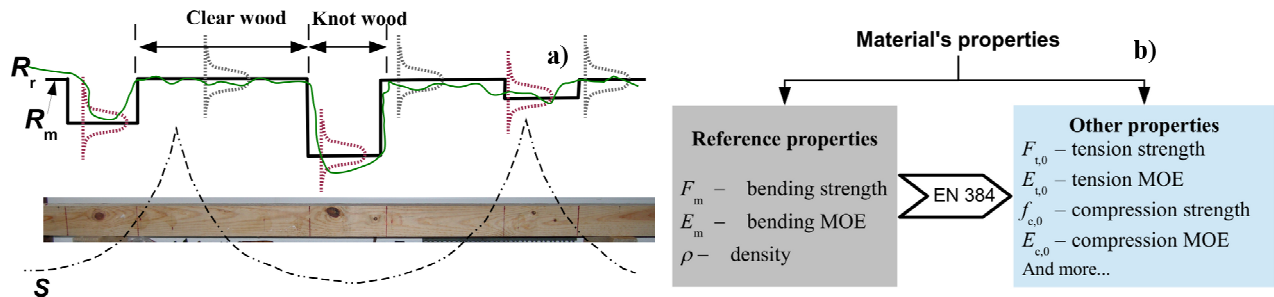 Clear wood
Knot wood
a)
R_r
R_m
S
Material's properties
b)
Reference properties
F_m – bending strength
E_m – bending MOE
ρ – density
EN 384
Other properties
F_t,0 – tension strength
E_t,0 – tension MOE
f_c,0 – compression strength
E_c,0 – compression MOE
And more...